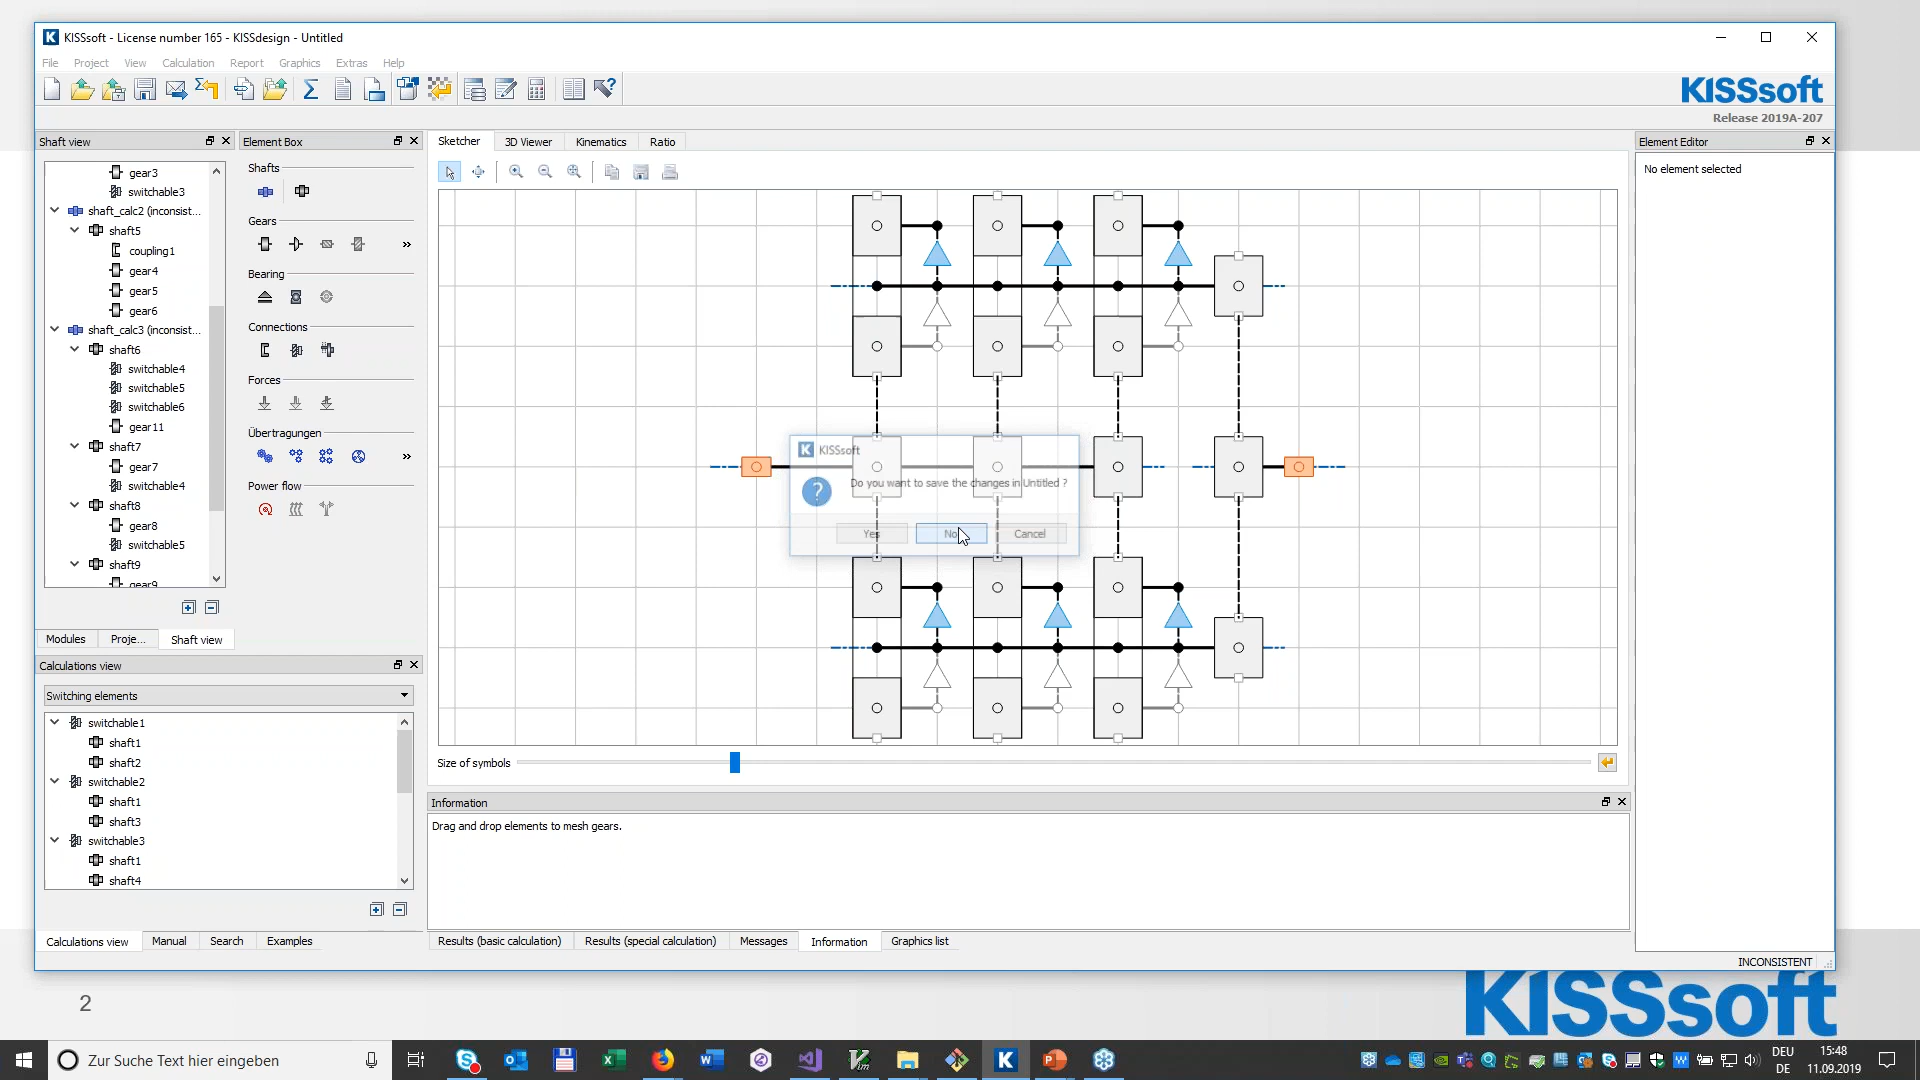 KISSsoft - License number 165 - KISSdesign - Untitled
File Project View Calculation Report Graphics Extras Help
KISSsoft
Release 2019A-207
Shaft view
gear3
switchable3
shaft_calc2 (inconsist...
shaft5
coupling1
gear4
gear5
gear6
shaft_calc3 (inconsist...
shaft6
switchable4
switchable5
switchable6
gear11
shaft7
gear7
switchable4
shaft8
gear8
switchable5
shaft9
gear9
Modules Proje... Shaft view
Element Box
Shafts
Gears
Bearing
Connections
Forces
Übertragungen
Power flow
Calculations view
Switching elements
switchable1
shaft1
shaft2
switchable2
shaft1
shaft3
switchable3
shaft1
shaft4
Calculations view Manual Search Examples
Sketcher 3D Viewer Kinematics Ratio
KISSsoft
Do you want to save the changes in Untitled ?
Yes No Cancel
Size of symbols
Information
Drag and drop elements to mesh gears.
Results (basic calculation) Results (special calculation) Messages Information Graphics list
Element Editor
No element selected
INCONSISTENT
2
KISSsoft
Zur Suche Text hier eingeben
DEU
DE
15:48
11.09.2019